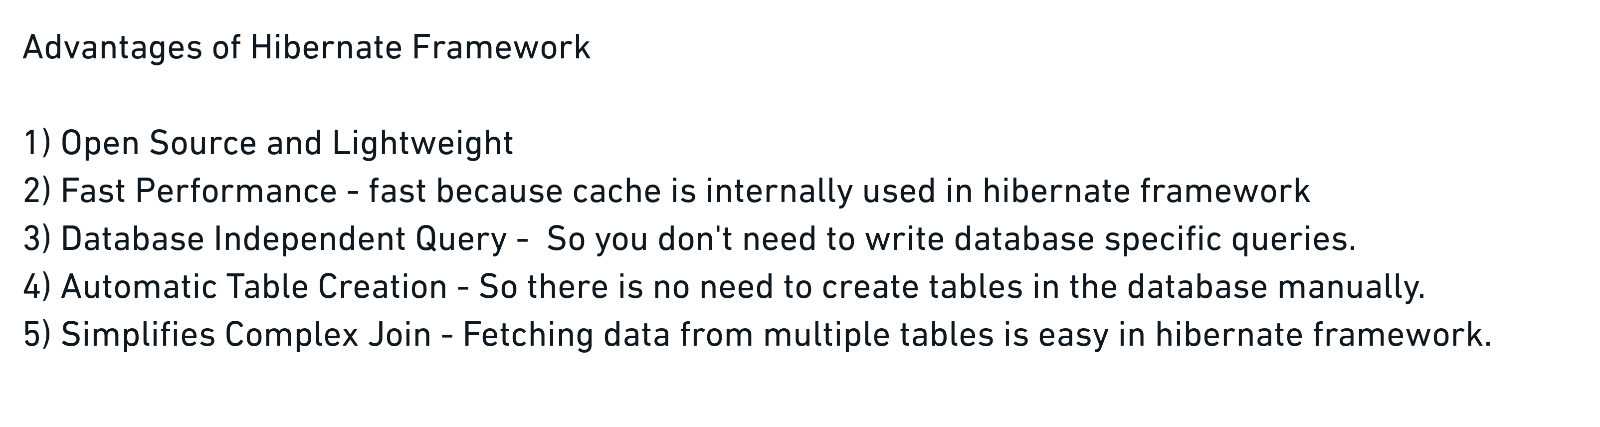 Advantages of Hibernate Framework
1) Open Source and Lightweight
2) Fast Performance - fast because cache is internally used in hibernate framework
3) Database Independent Query -  So you don't need to write database specific queries.
4) Automatic Table Creation - So there is no need to create tables in the database manually.
5) Simplifies Complex Join - Fetching data from multiple tables is easy in hibernate framework.